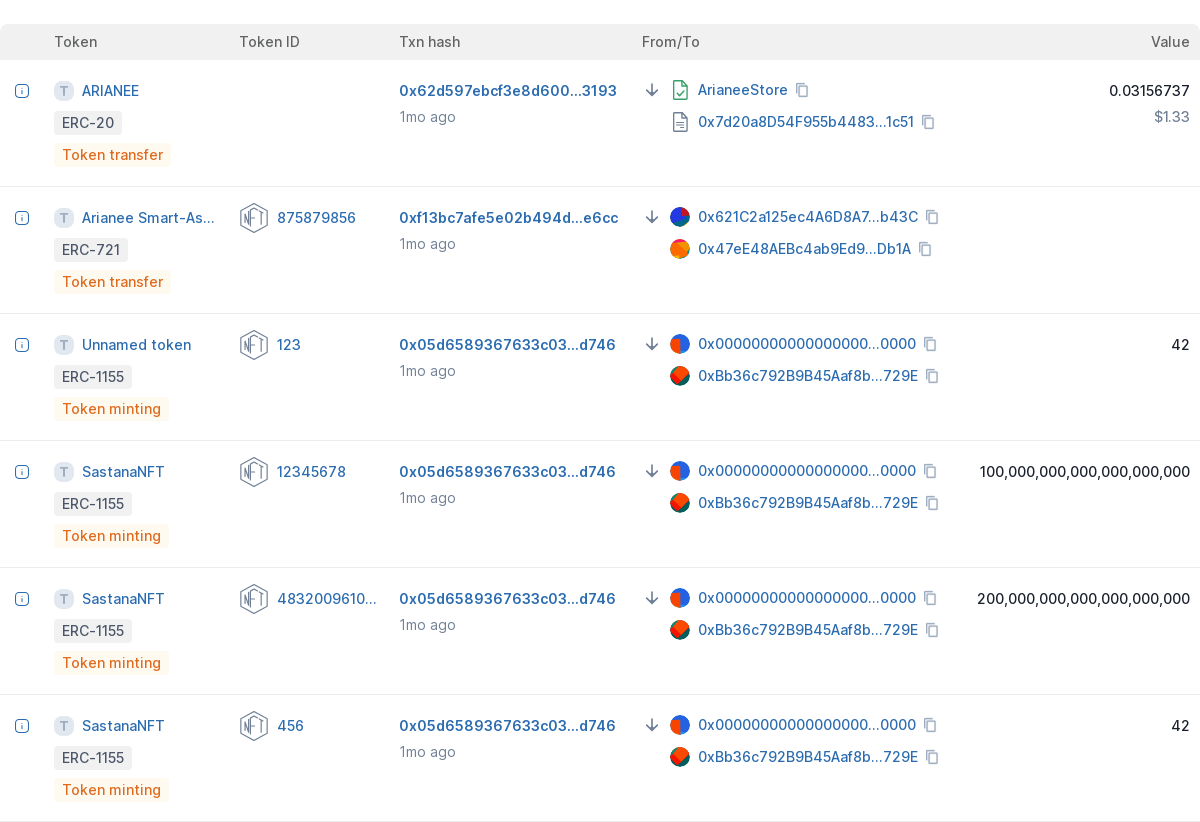 Token Token ID Txn hash From/To Value
T ARIANEE 0x62d597ebcf3e8d600...3193 ArianeeStore 0.03156737
ERC-20 1mo ago 0x7d20a8D54F955b4483...1c51 $1.33
Token transfer
T Arianee Smart-As... NFT 875879856 0xf13bc7afe5e02b494d...e6cc 0x621C2a125ec4A6D8A7...b43C
ERC-721 1mo ago 0x47eE48AEBc4ab9Ed9...Db1A
Token transfer
T Unnamed token NFT 123 0x05d6589367633c03...d746 0x00000000000000000...0000 42
ERC-1155 1mo ago 0xBb36c792B9B45Aaf8b...729E
Token minting
T SastanaNFT NFT 12345678 0x05d6589367633c03...d746 0x00000000000000000...0000 100,000,000,000,000,000,000
ERC-1155 1mo ago 0xBb36c792B9B45Aaf8b...729E
Token minting
T SastanaNFT NFT 4832009610... 0x05d6589367633c03...d746 0x00000000000000000...0000 200,000,000,000,000,000,000
ERC-1155 1mo ago 0xBb36c792B9B45Aaf8b...729E
Token minting
T SastanaNFT NFT 456 0x05d6589367633c03...d746 0x00000000000000000...0000 42
ERC-1155 1mo ago 0xBb36c792B9B45Aaf8b...729E
Token minting